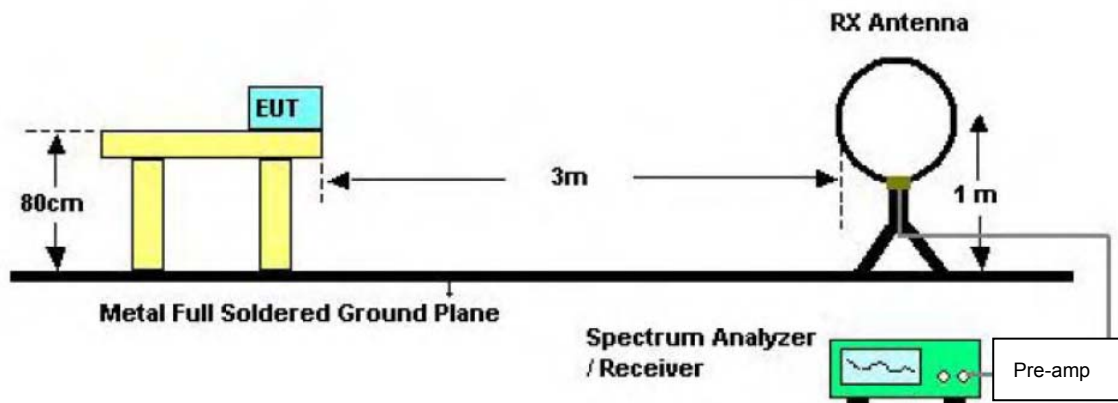 RX Antenna
EUT
3m
80cm
1 m
Metal Full Soldered Ground Plane
Spectrum Analyzer
/ Receiver
Pre-amp